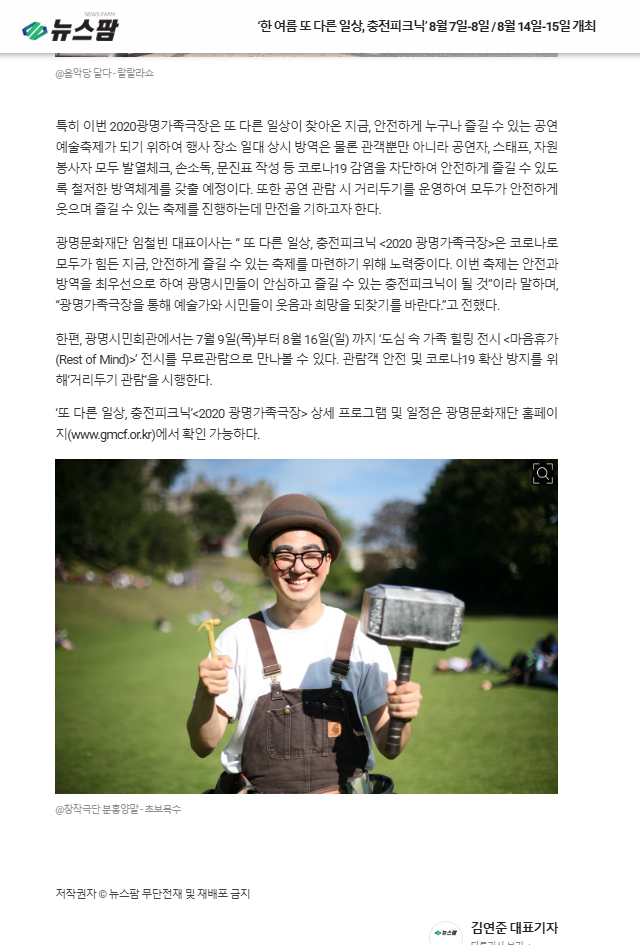 NEWS FARM
뉴스팜
‘한 여름 또 다른 일상, 충전피크닉’ 8월 7일-8일 / 8월 14일-15일 개최
@음악당 달다 - 랄랄라쇼
특히 이번 2020광명가족극장은 또 다른 일상이 찾아온 지금, 안전하게 누구나 즐길 수 있는 공연
예술축제가 되기 위하여 행사 장소 일대 상시 방역은 물론 관객뿐만 아니라 공연자, 스태프, 자원
봉사자 모두 발열체크, 손소독, 문진표 작성 등 코로나19 감염을 차단하여 안전하게 즐길 수 있도
록 철저한 방역체계를 갖출 예정이다. 또한 공연 관람 시 거리두기를 운영하여 모두가 안전하게
웃으며 즐길 수 있는 축제를 진행하는데 만전을 기하고자 한다.
광명문화재단 임철빈 대표이사는 “ 또 다른 일상, 충전피크닉 <2020 광명가족극장>은 코로나로
모두가 힘든 지금, 안전하게 즐길 수 있는 축제를 마련하기 위해 노력중이다. 이번 축제는 안전과
방역을 최우선으로 하여 광명시민들이 안심하고 즐길 수 있는 충전피크닉이 될 것”이라 말하며,
“광명가족극장을 통해 예술가와 시민들이 웃음과 희망을 되찾기를 바란다.”고 전했다.
한편, 광명시민회관에서는 7월 9일(목)부터 8월 16일(일) 까지 ‘도심 속 가족 힐링 전시 <마음휴가
(Rest of Mind)>’ 전시를 무료관람으로 만나볼 수 있다. 관람객 안전 및 코로나19 확산 방지를 위
해‘거리두기 관람’을 시행한다.
‘또 다른 일상, 충전피크닉’<2020 광명가족극장> 상세 프로그램 및 일정은 광명문화재단 홈페이
지(www.gmcf.or.kr)에서 확인 가능하다.
@창작극단 분홍양말 - 초보목수
저작권자 © 뉴스팜 무단전재 및 재배포 금지
뉴스팜
김연준 대표기자